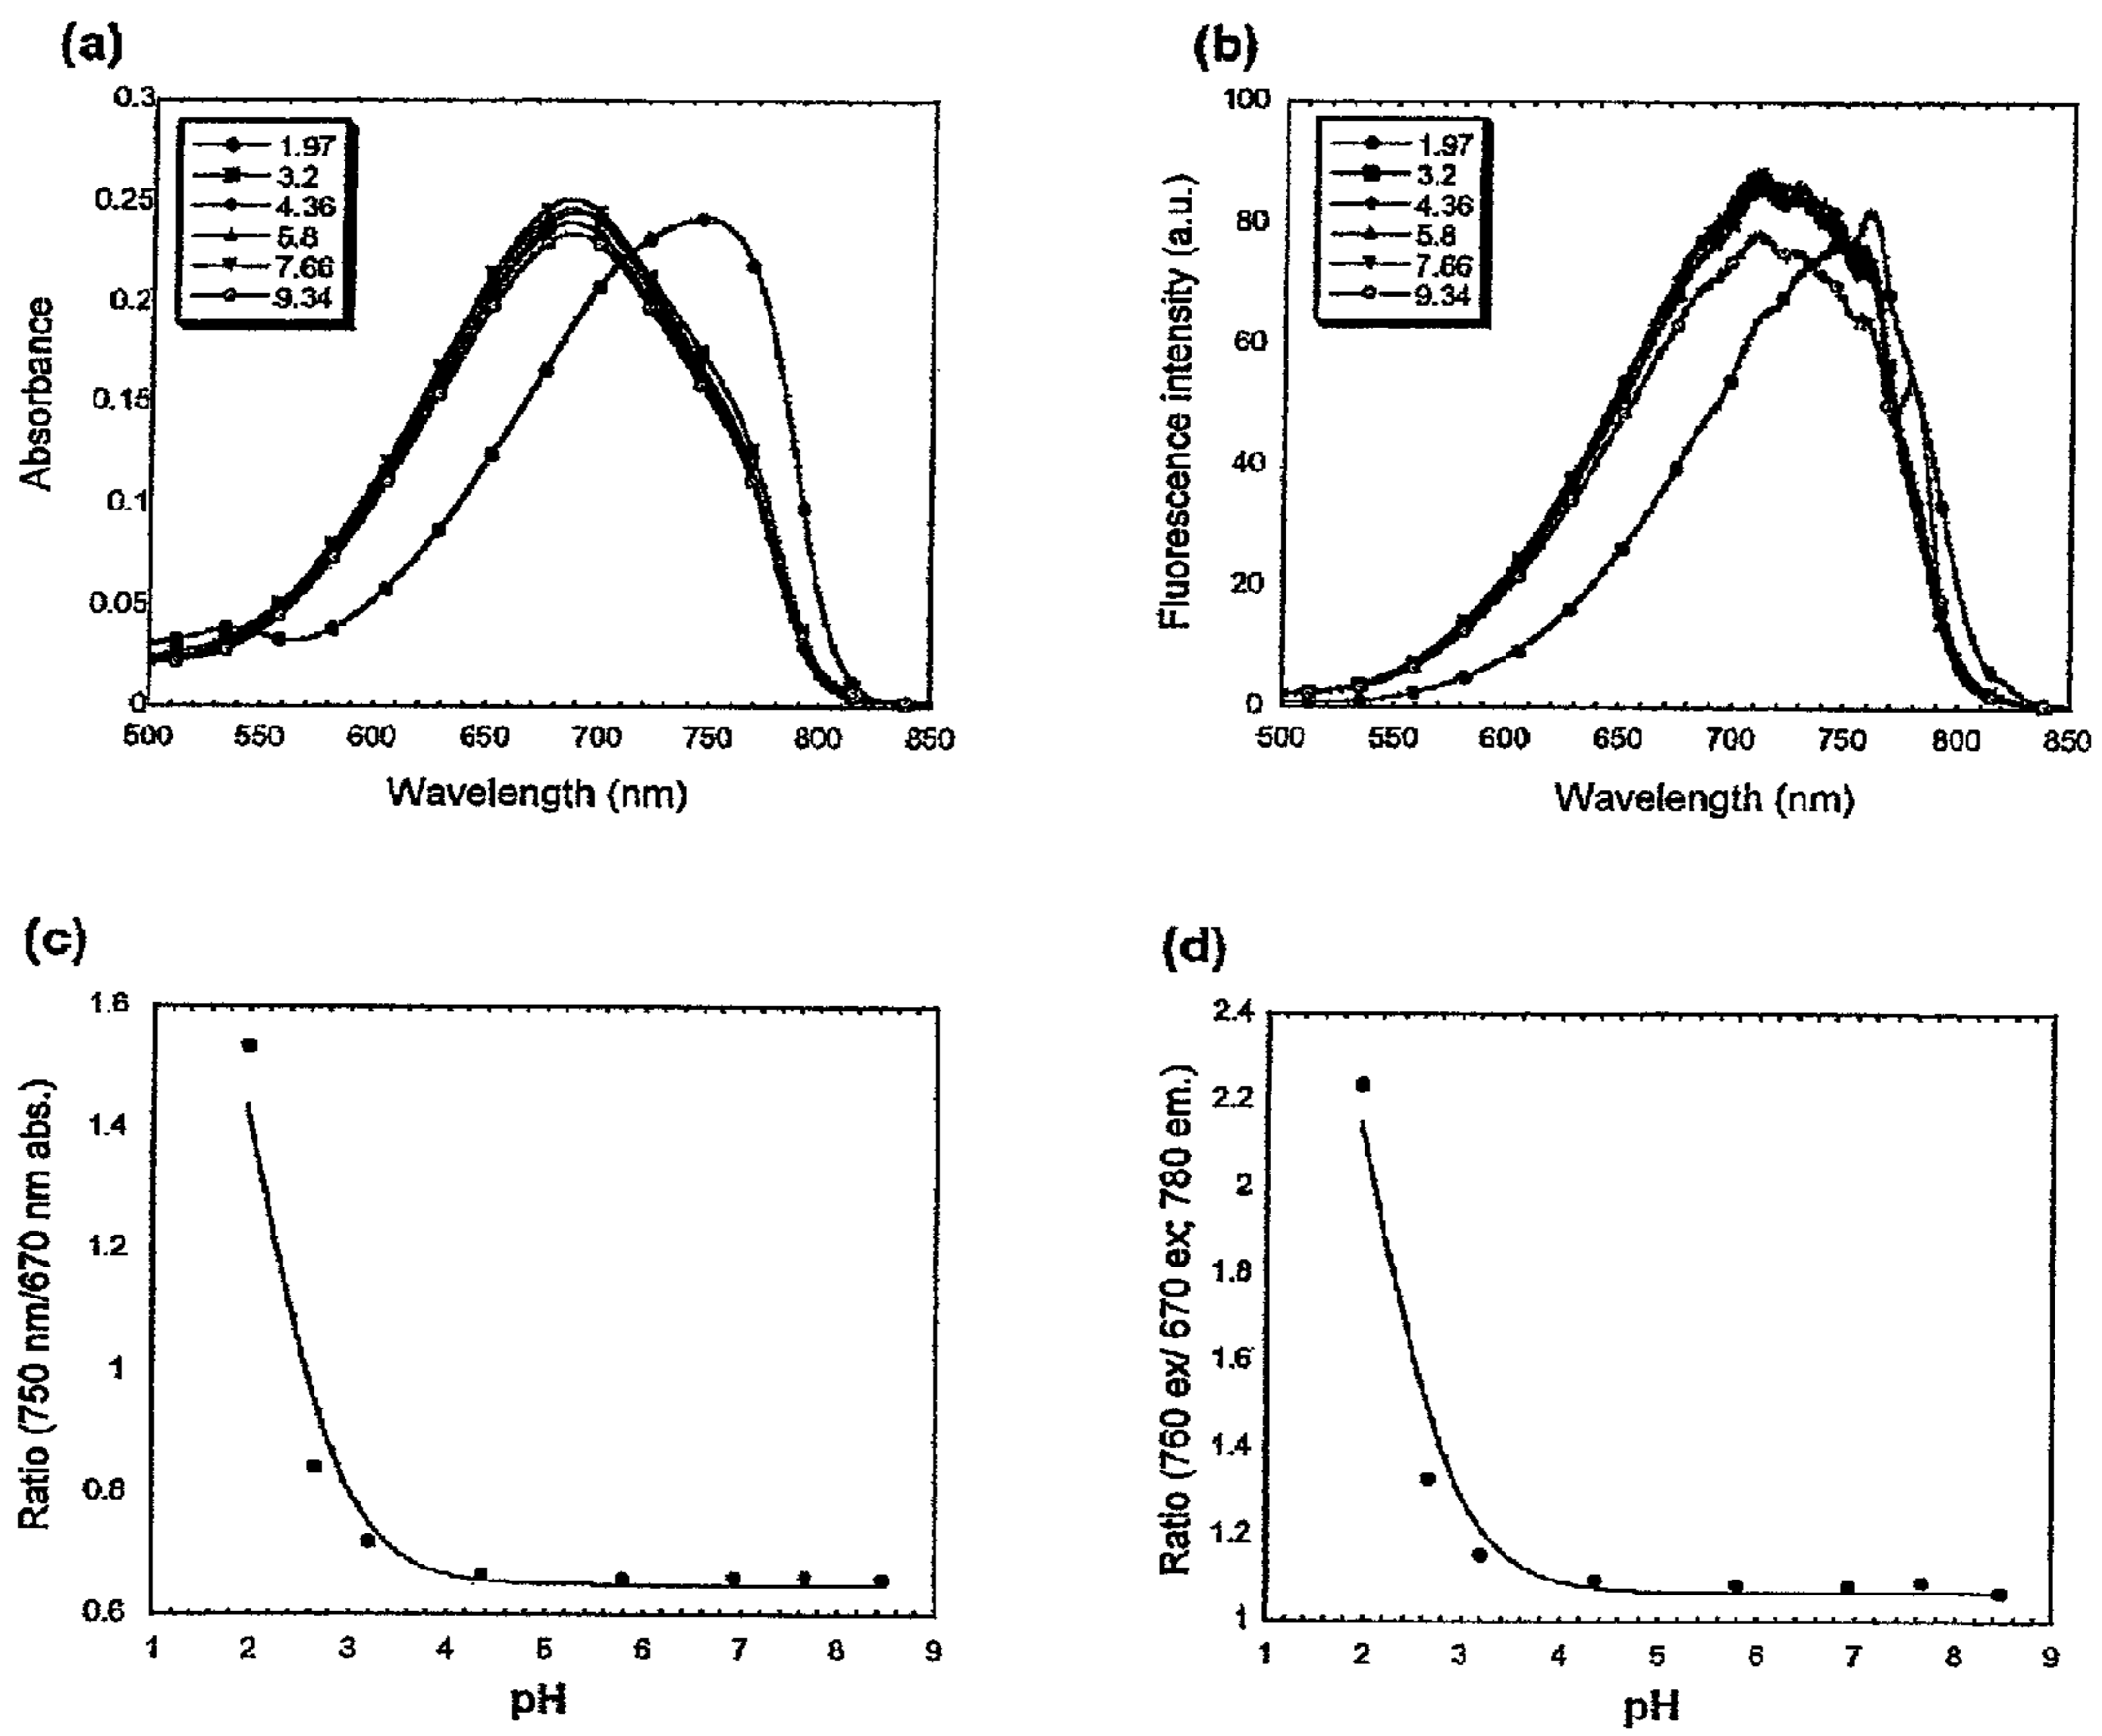 (a)
0.3
0.25
0.2
0.15
0.1
0.05
0
1.97
3.2
4.36
5.8
7.66
9.34
Absorbance
500 550 600 650 700 750 800 850
Wavelength (nm)
(b)
100
80
60
40
20
0
1.97
3.2
4.36
5.8
7.66
9.34
Fluorescence intensity (a.u.)
500 550 600 650 700 750 800 850
Wavelength (nm)
(c)
1.6
1.4
1.2
1
0.8
0.6
Ratio (750 nm/670 nm abs.)
1 2 3 4 5 6 7 8 9
pH
(d)
2.4
2.2
2
1.8
1.6
1.4
1.2
1
Ratio (760 ex/ 670 ex; 780 em.)
1 2 3 4 5 6 7 8 9
pH